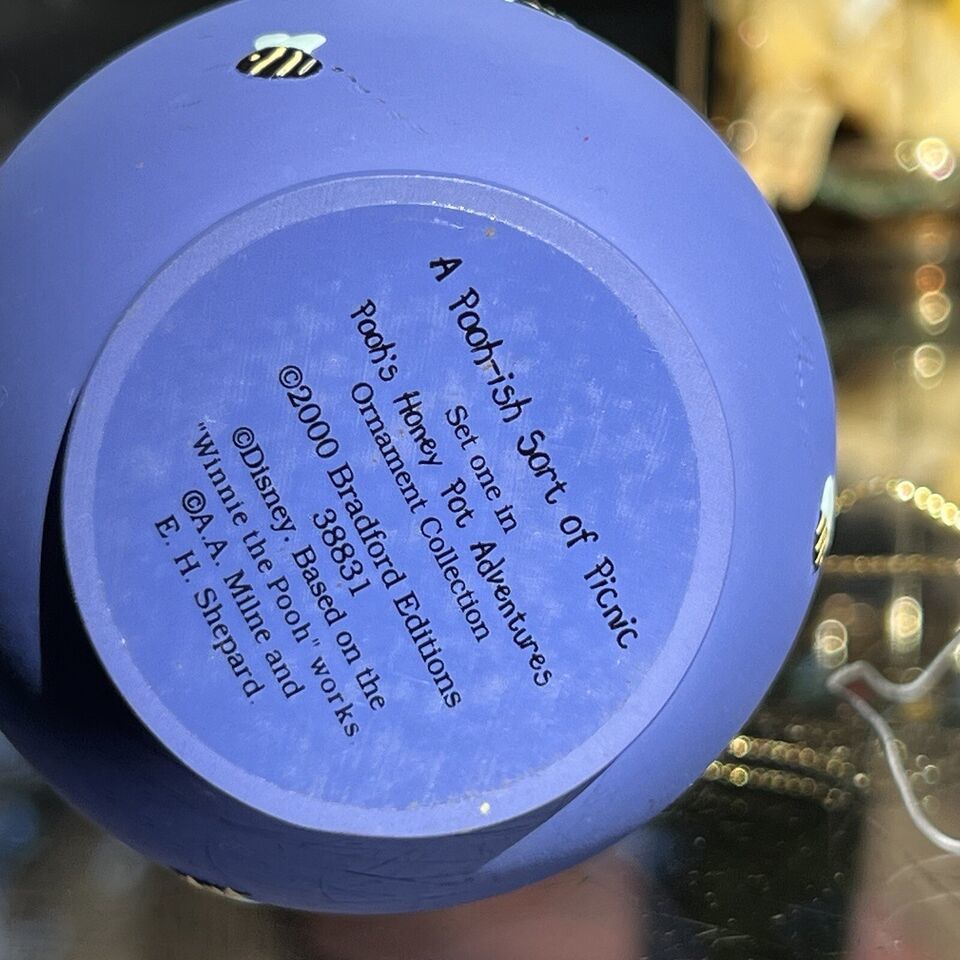 A Pooh-ish Sort of Picnic
Set one in
Pooh's Honey Pot Adventures
Ornament Collection
©2000 Bradford Editions
38831
©Disney. Based on the
"Winnie the Pooh" works
©A.A. Milne and
E. H. Shepard.